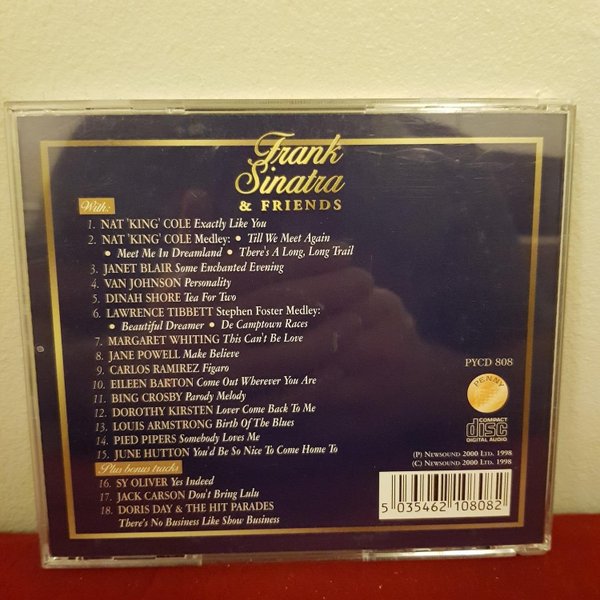 Frank
Sinatra
& FRIENDS
With:
1. NAT 'KING' COLE Exactly Like You
2. NAT 'KING' COLE Medley: • Till We Meet Again
• Meet Me In Dreamland • There's A Long, Long Trail
3. JANET BLAIR Some Enchanted Evening
4. VAN JOHNSON Personality
5. DINAH SHORE Tea For Two
6. LAWRENCE TIBBETT Stephen Foster Medley:
• Beautiful Dreamer • De Camptown Races
7. MARGARET WHITING This Can't Be Love
8. JANE POWELL Make Believe
9. CARLOS RAMIREZ Figaro
10. EILEEN BARTON Come Out Wherever You Are
11. BING CROSBY Parody Melody
12. DOROTHY KIRSTEN Lover Come Back To Me
13. LOUIS ARMSTRONG Birth Of The Blues
14. PIED PIPERS Somebody Loves Me
15. JUNE HUTTON You'd Be So Nice To Come Home To
Plus bonus tracks
16. SY OLIVER Yes Indeed
17. JACK CARSON Don't Bring Lulu
18. DORIS DAY & THE HIT PARADES
There's No Business Like Show Business
PYCD 808
PENNY
COMPACT
disc
DIGITAL AUDIO
(P) NEWSOUND 2000 LTD. 1998
(C) NEWSOUND 2000 LTD. 1998
5 035462 108082